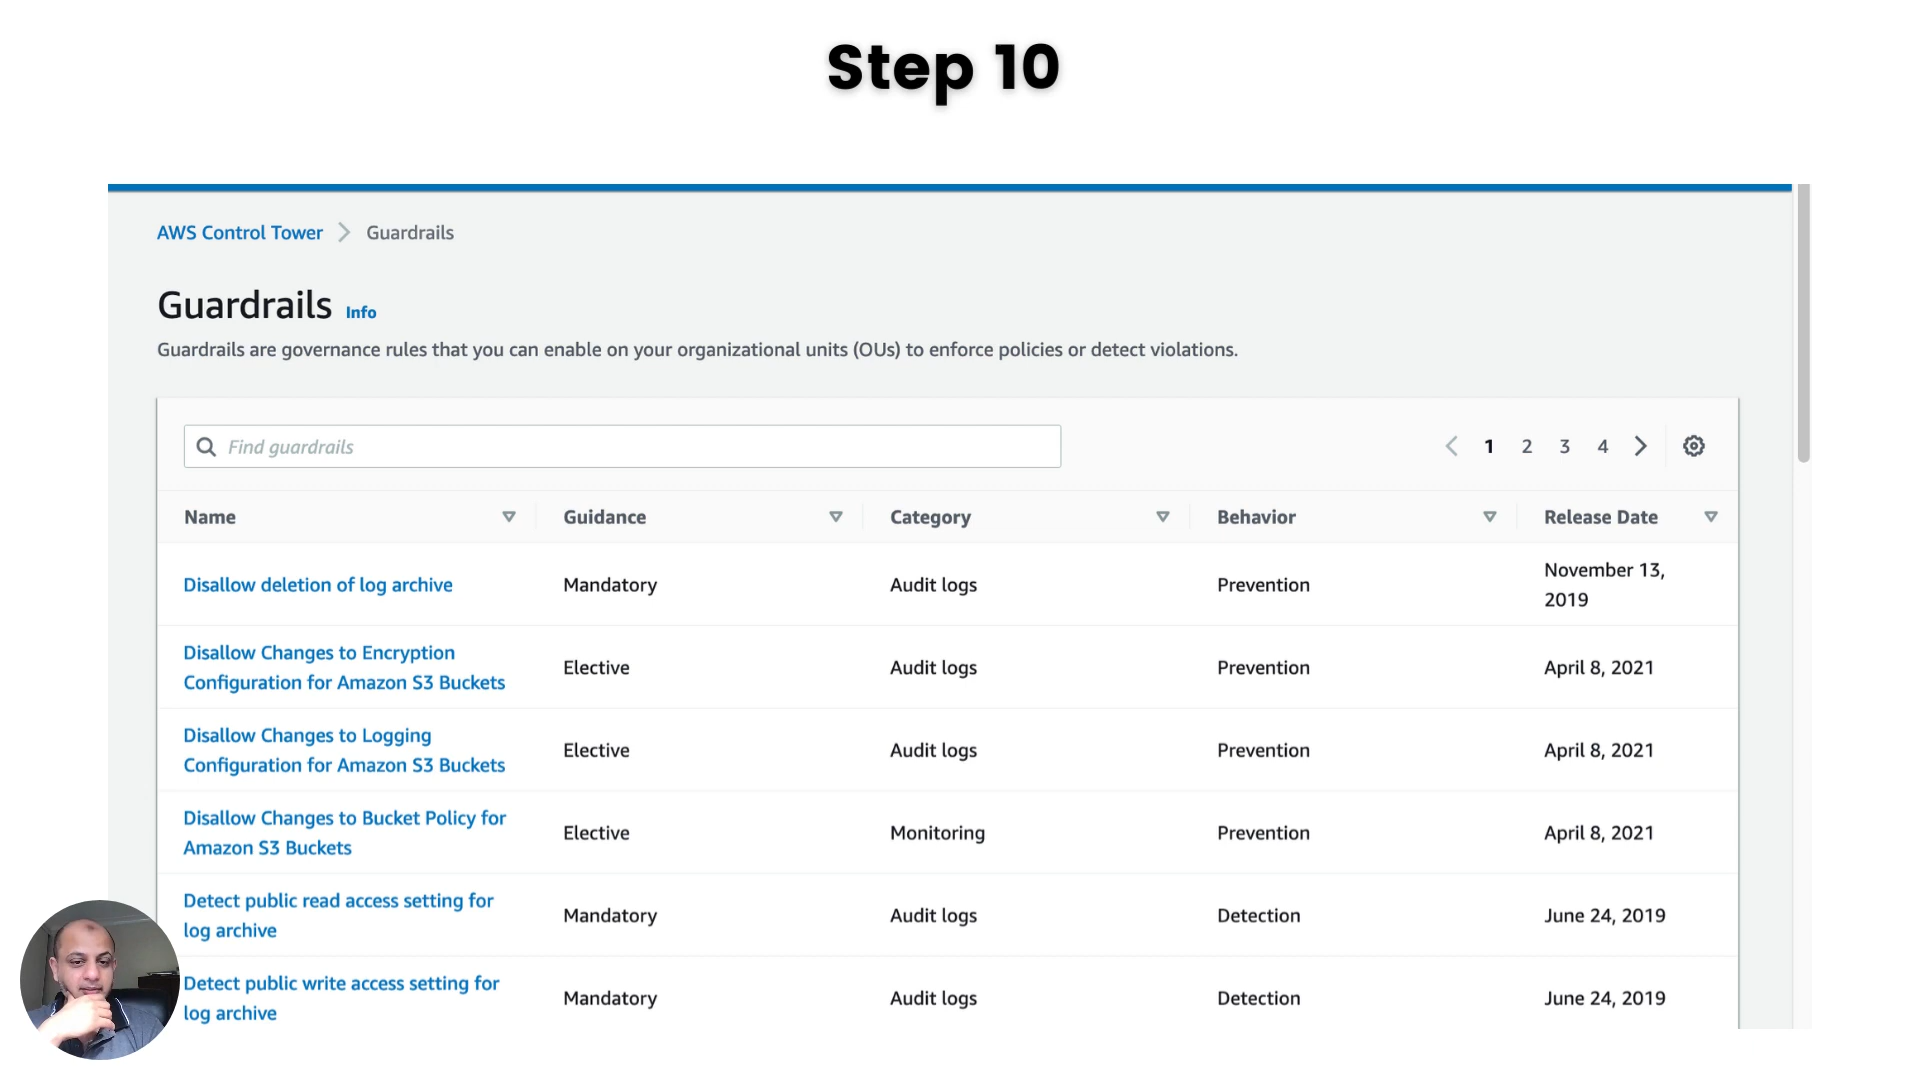 Step 10
AWS Control Tower > Guardrails
Guardrails Info
Guardrails are governance rules that you can enable on your organizational units (OUs) to enforce policies or detect violations.
Find guardrails
1 2 3 4
Name Guidance Category Behavior Release Date
Disallow deletion of log archive Mandatory Audit logs Prevention November 13,
2019
Disallow Changes to Encryption
Configuration for Amazon S3 Buckets Elective Audit logs Prevention April 8, 2021
Disallow Changes to Logging
Configuration for Amazon S3 Buckets Elective Audit logs Prevention April 8, 2021
Disallow Changes to Bucket Policy for
Amazon S3 Buckets Elective Monitoring Prevention April 8, 2021
Detect public read access setting for
log archive Mandatory Audit logs Detection June 24, 2019
Detect public write access setting for
log archive Mandatory Audit logs Detection June 24, 2019